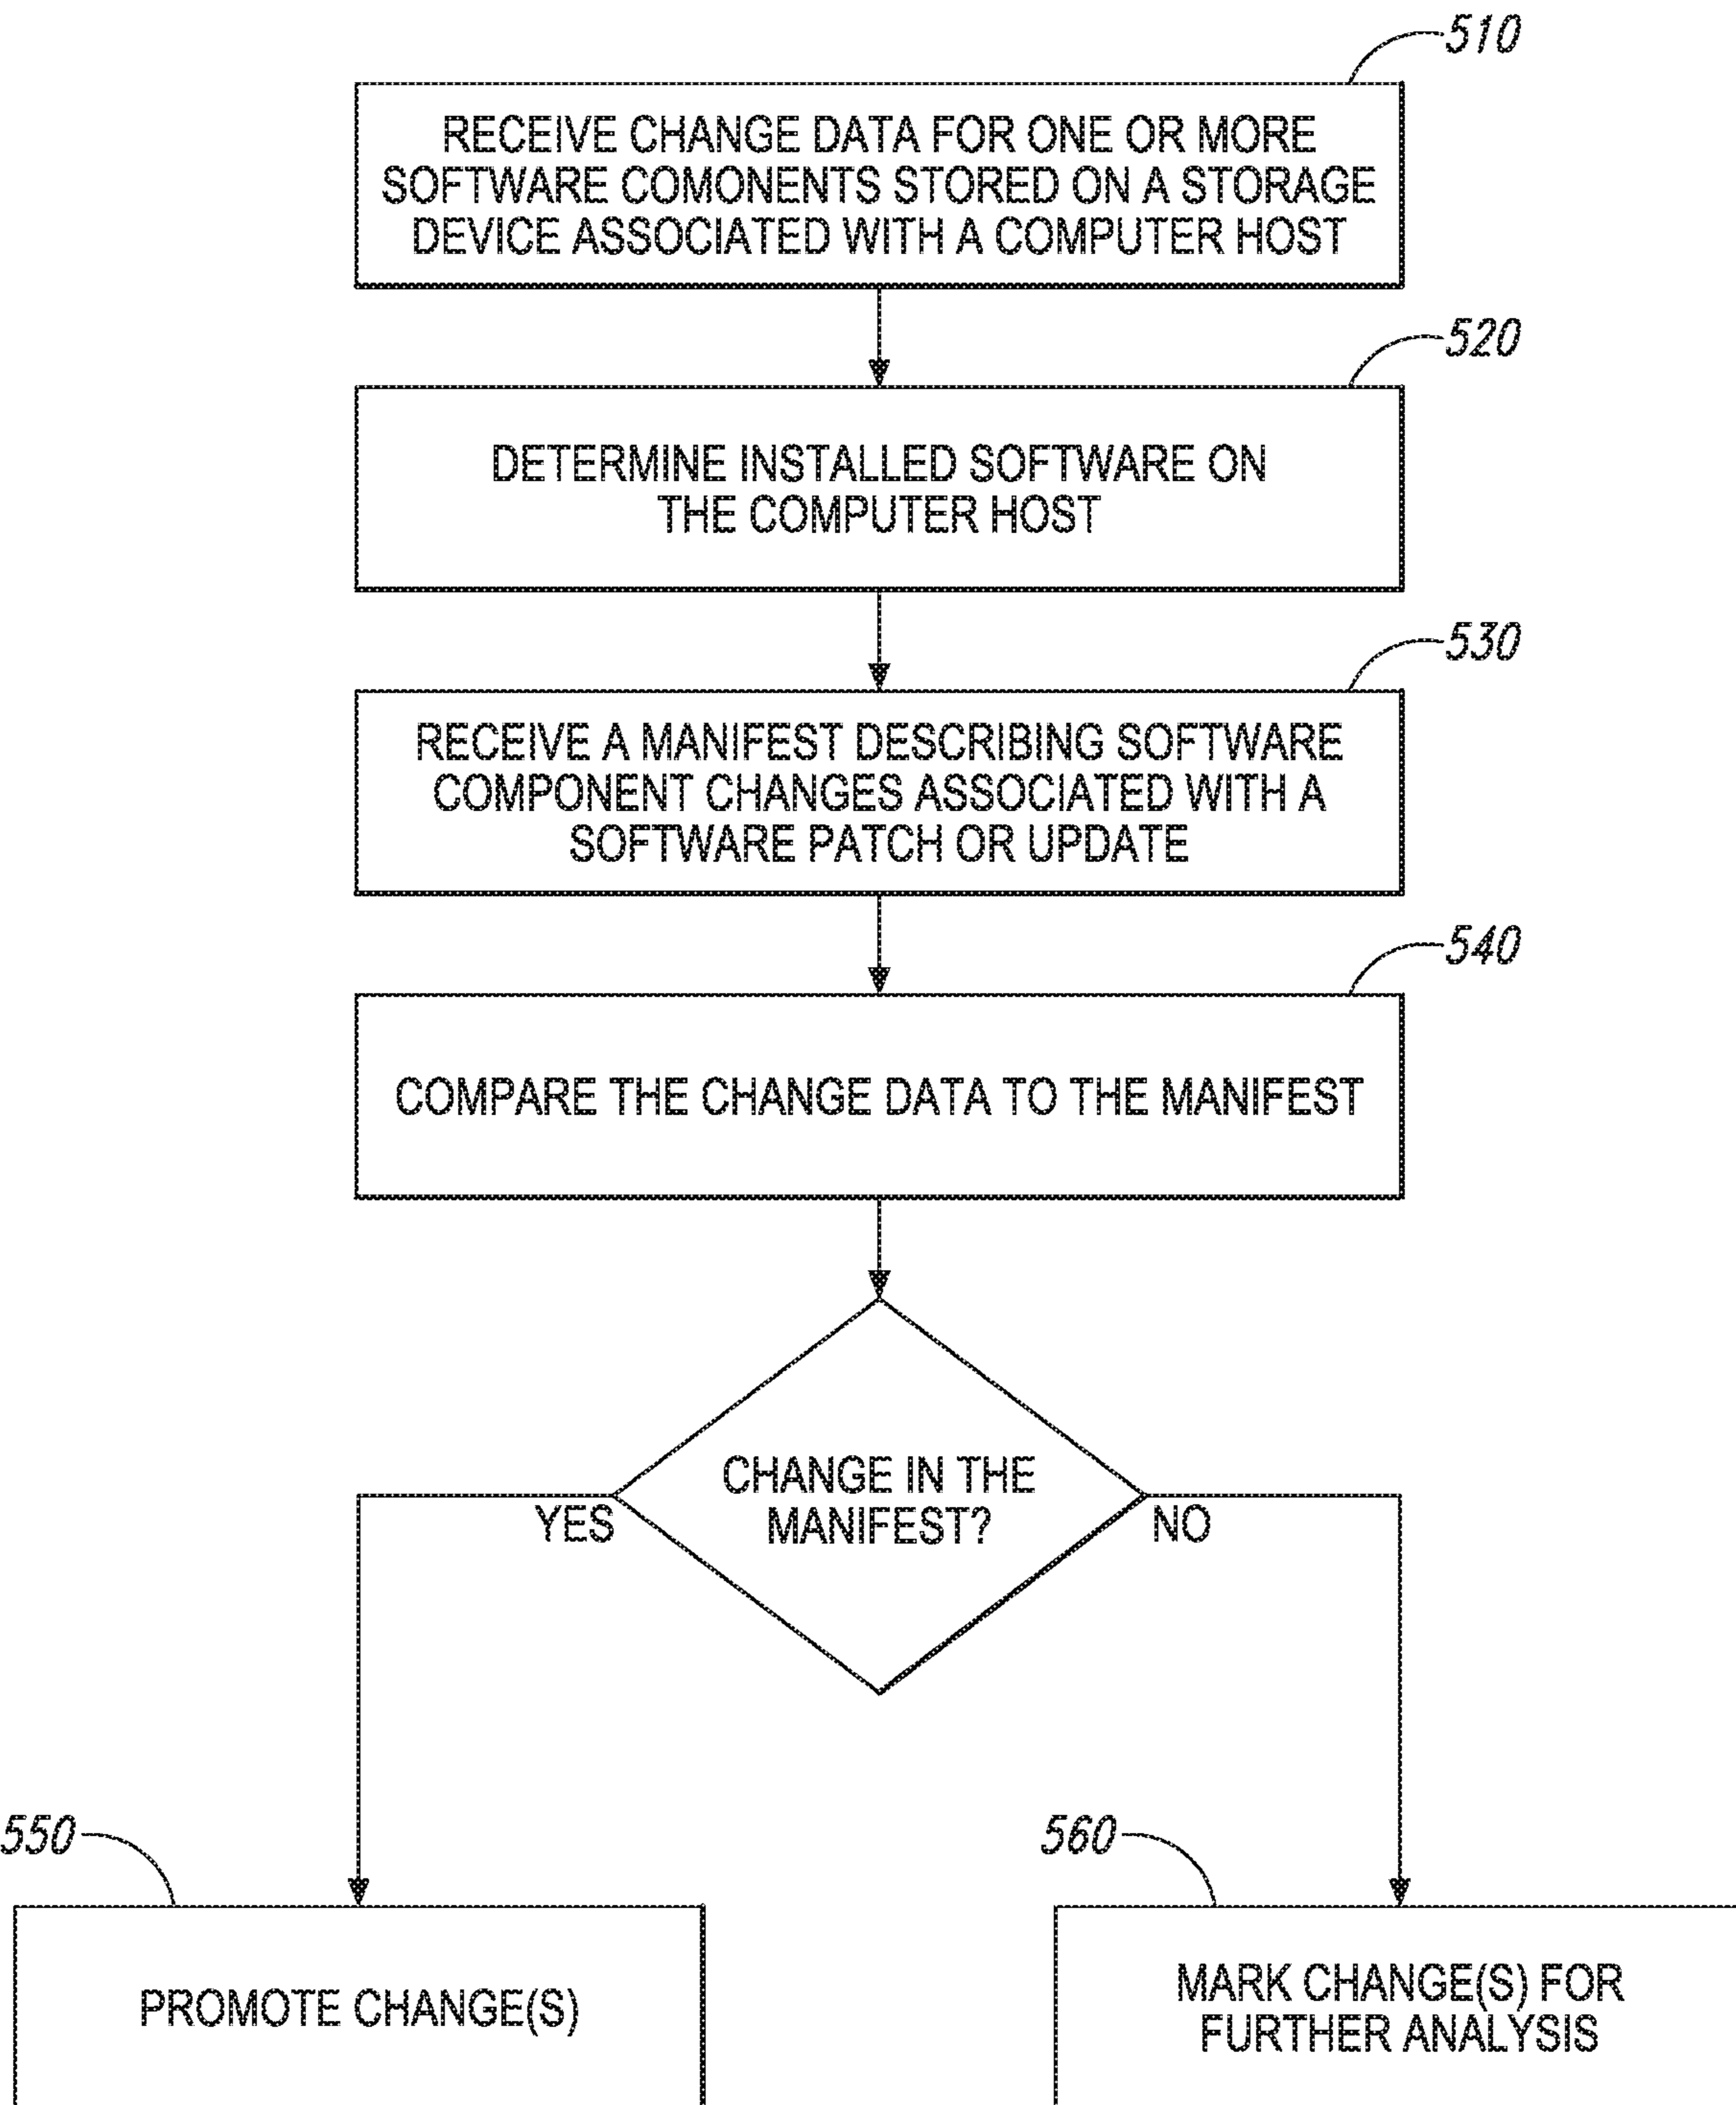 510
RECEIVE CHANGE DATA FOR ONE OR MORE
SOFTWARE COMONENTS STORED ON A STORAGE
DEVICE ASSOCIATED WITH A COMPUTER HOST
520
DETERMINE INSTALLED SOFTWARE ON
THE COMPUTER HOST
530
RECEIVE A MANIFEST DESCRIBING SOFTWARE
COMPONENT CHANGES ASSOCIATED WITH A
SOFTWARE PATCH OR UPDATE
540
COMPARE THE CHANGE DATA TO THE MANIFEST
CHANGE IN THE
MANIFEST?
YES
NO
550
PROMOTE CHANGE(S)
560
MARK CHANGE(S) FOR
FURTHER ANALYSIS